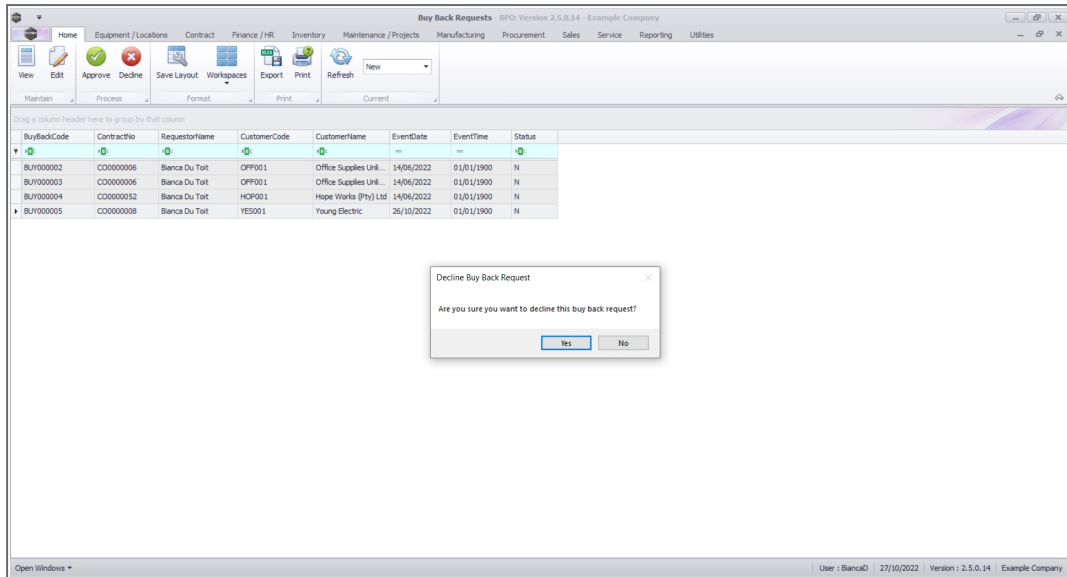 Buy Back Requests - BPO: Version 2.5.0.14 - Example Company
Home Equipment / Locations Contract Finance / HR Inventory Maintenance / Projects Manufacturing Procurement Sales Service Reporting Utilities
View Edit Approve Decline Save Layout Workspaces Export Print Refresh New
Maintain Process Format Print Current
Drag a column header here to group by that column
BuyBackCode ContractNo RequestorName CustomerCode CustomerName EventDate EventTime Status
BUY000002 CO0000006 Bianca Du Toit OFF001 Office Supplies Unli... 14/06/2022 01/01/1900 N
BUY000003 CO0000006 Bianca Du Toit OFF001 Office Supplies Unli... 14/06/2022 01/01/1900 N
BUY000004 CO0000052 Bianca Du Toit HOP001 Hope Works (Pty) Ltd 14/06/2022 01/01/1900 N
BUY000005 CO0000008 Bianca Du Toit YES001 Young Electric 26/10/2022 01/01/1900 N
Decline Buy Back Request
Are you sure you want to decline this buy back request?
Yes No
Open Windows User : BiancaD 27/10/2022 Version : 2.5.0.14 Example Company